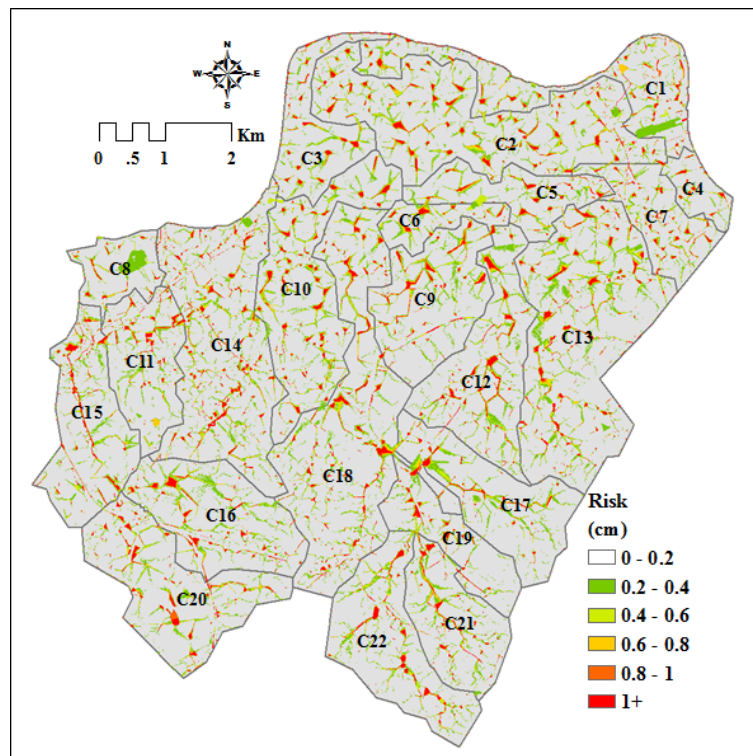 N
W E
S
Km
0 .5 1 2
C1
C2
C3
C4
C5
C6
C7
C8
C9
C10
C11
C12
C13
C14
C15
C16
C17
C18
C19
C20
C21
C22
Risk
(cm)
0 - 0.2
0.2 - 0.4
0.4 - 0.6
0.6 - 0.8
0.8 - 1
1+